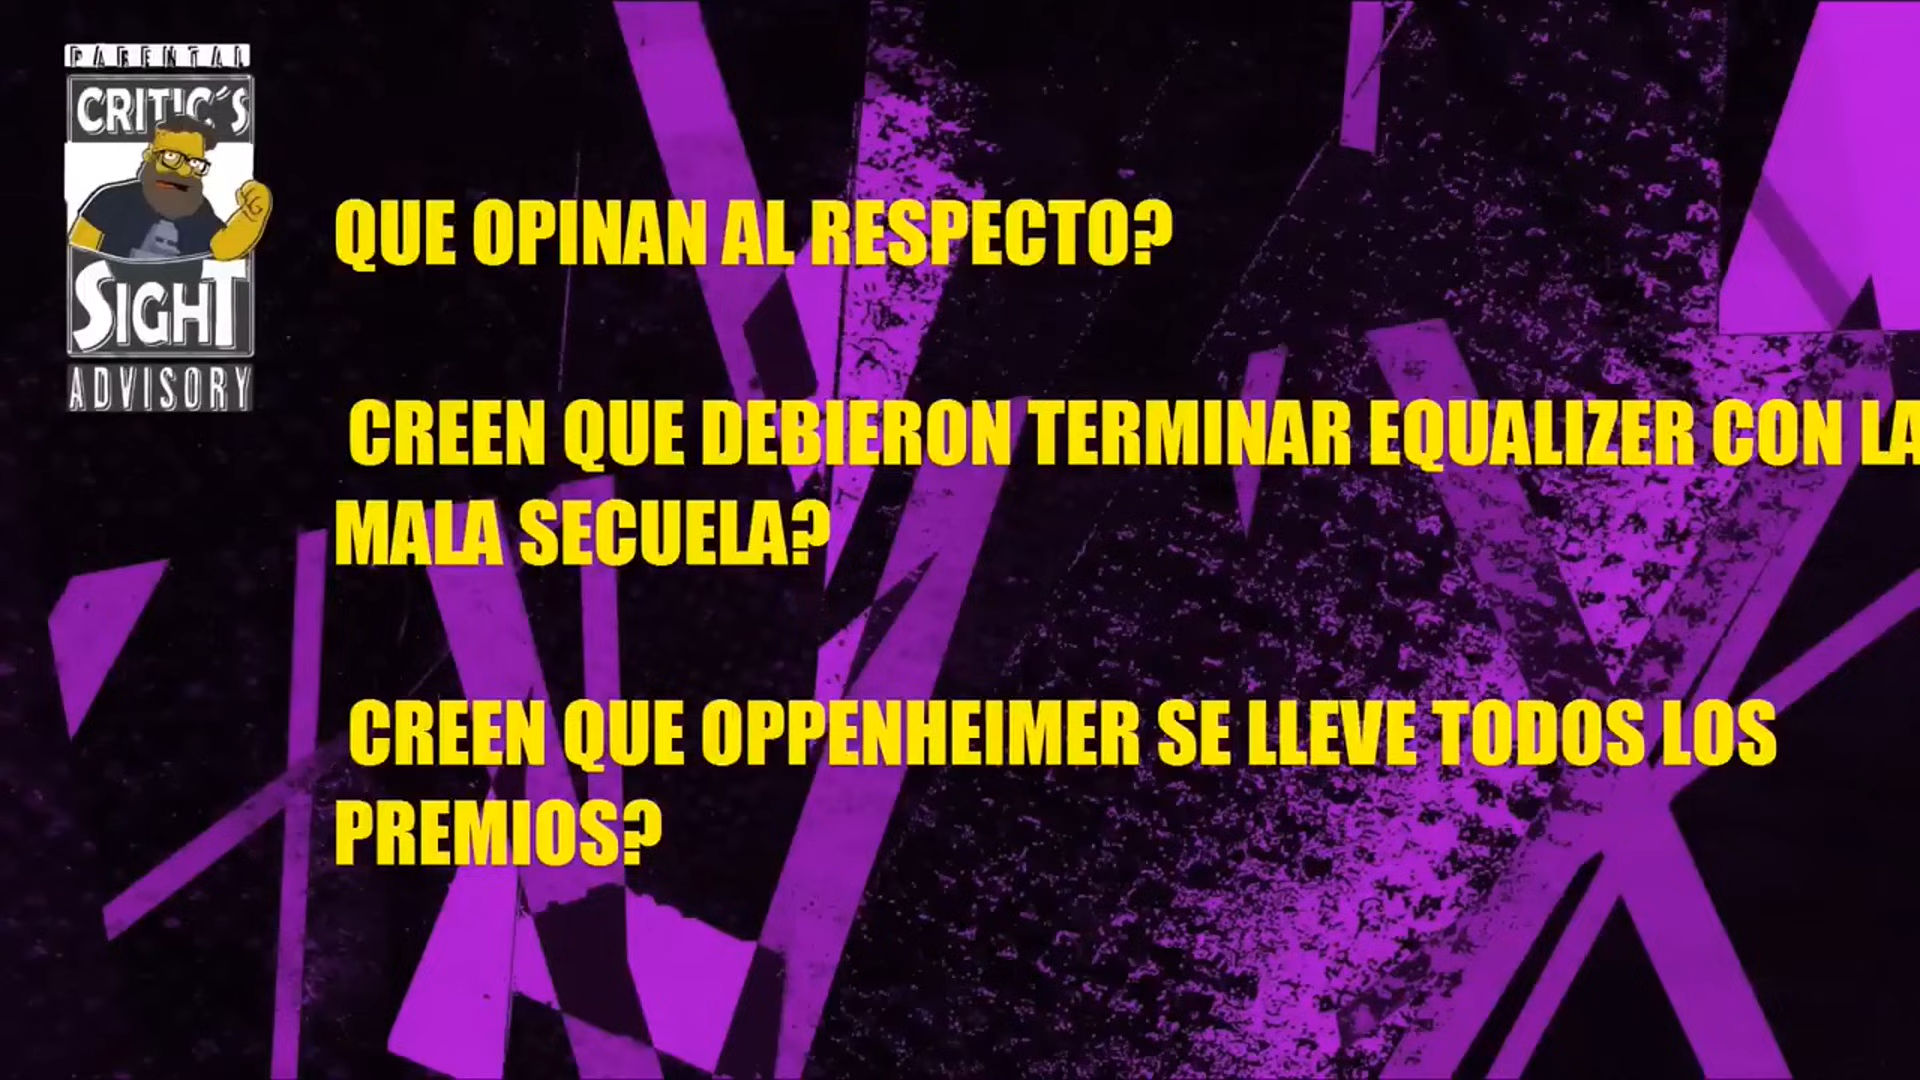 PARENTAL
CRITIC´S
SIGHT
ADVISORY
QUE OPINAN AL RESPECTO?
CREEN QUE DEBIERON TERMINAR EQUALIZER CON LA
MALA SECUELA?
CREEN QUE OPPENHEIMER SE LLEVE TODOS LOS
PREMIOS?